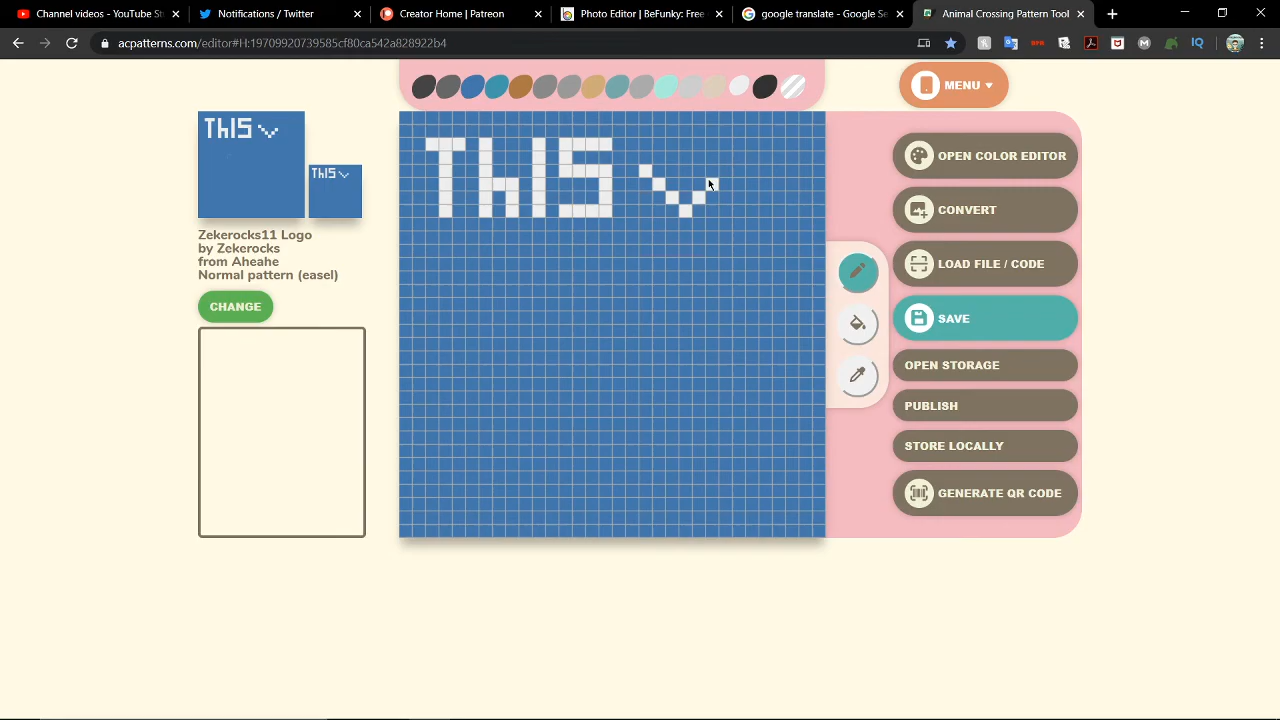 Channel videos - YouTube St
Notifications / Twitter
Creator Home | Patreon
Photo Editor | BeFunky: Free
google translate - Google Se
Animal Crossing Pattern Tool
acpatterns.com/editor#H:19709920739585cf80ca542a828922b4
MENU
ThIS
ThIS
ThIS
Zekerocks11 Logo
by Zekerocks
from Aheahe
Normal pattern (easel)
CHANGE
OPEN COLOR EDITOR
CONVERT
LOAD FILE / CODE
SAVE
OPEN STORAGE
PUBLISH
STORE LOCALLY
GENERATE QR CODE